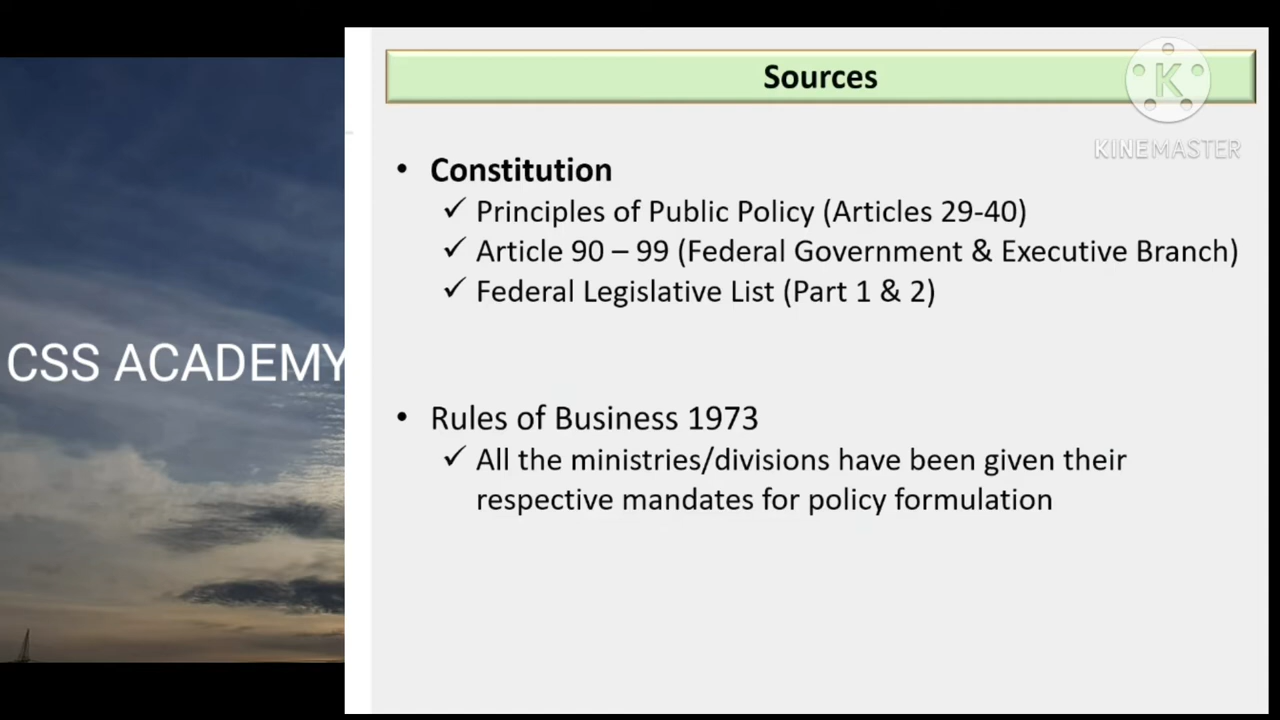 Sources
K
KINEMASTER
• Constitution
✓ Principles of Public Policy (Articles 29-40)
✓ Article 90 – 99 (Federal Government & Executive Branch)
✓ Federal Legislative List (Part 1 & 2)
CSS ACADEMY
• Rules of Business 1973
✓ All the ministries/divisions have been given their
respective mandates for policy formulation